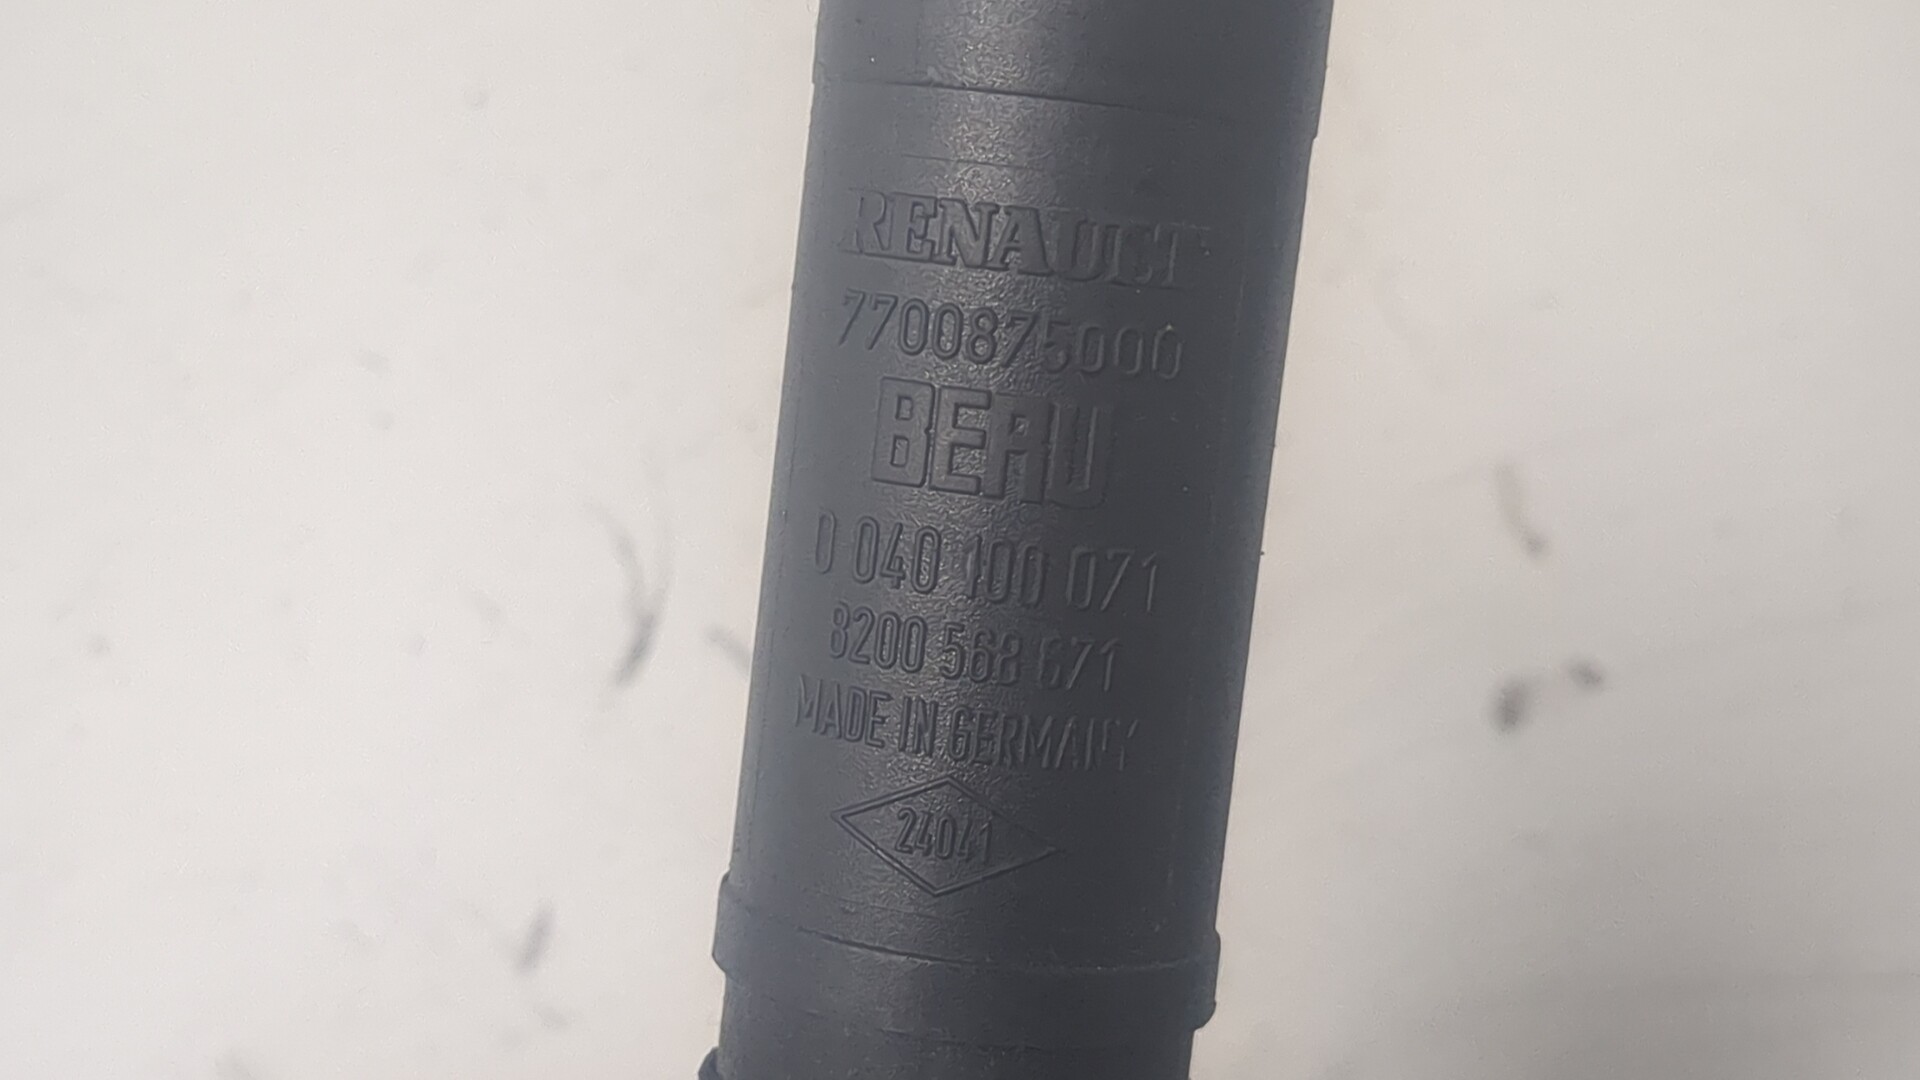 RENAULT
7700875000
BERU
0 040 100 071
8200 568 671
MADE IN GERMANY
24041